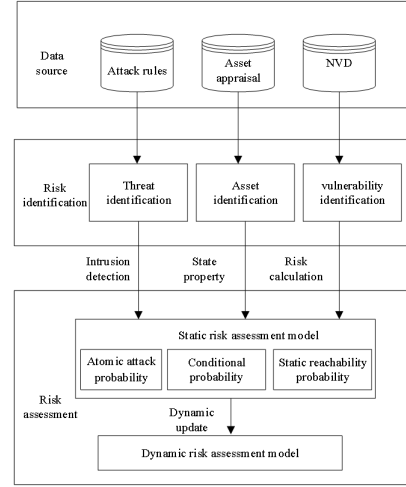 Data
source
Attack rules
Asset
appraisal
NVD
Risk
identification
Threat
identification
Asset
identification
vulnerability
identification
Intrusion
detection
State
property
Risk
calculation
Static risk assessment model
Atomic attack
probability
Conditional
probability
Static reachability
probability
Risk
assessment
Dynamic
update
Dynamic risk assessment model